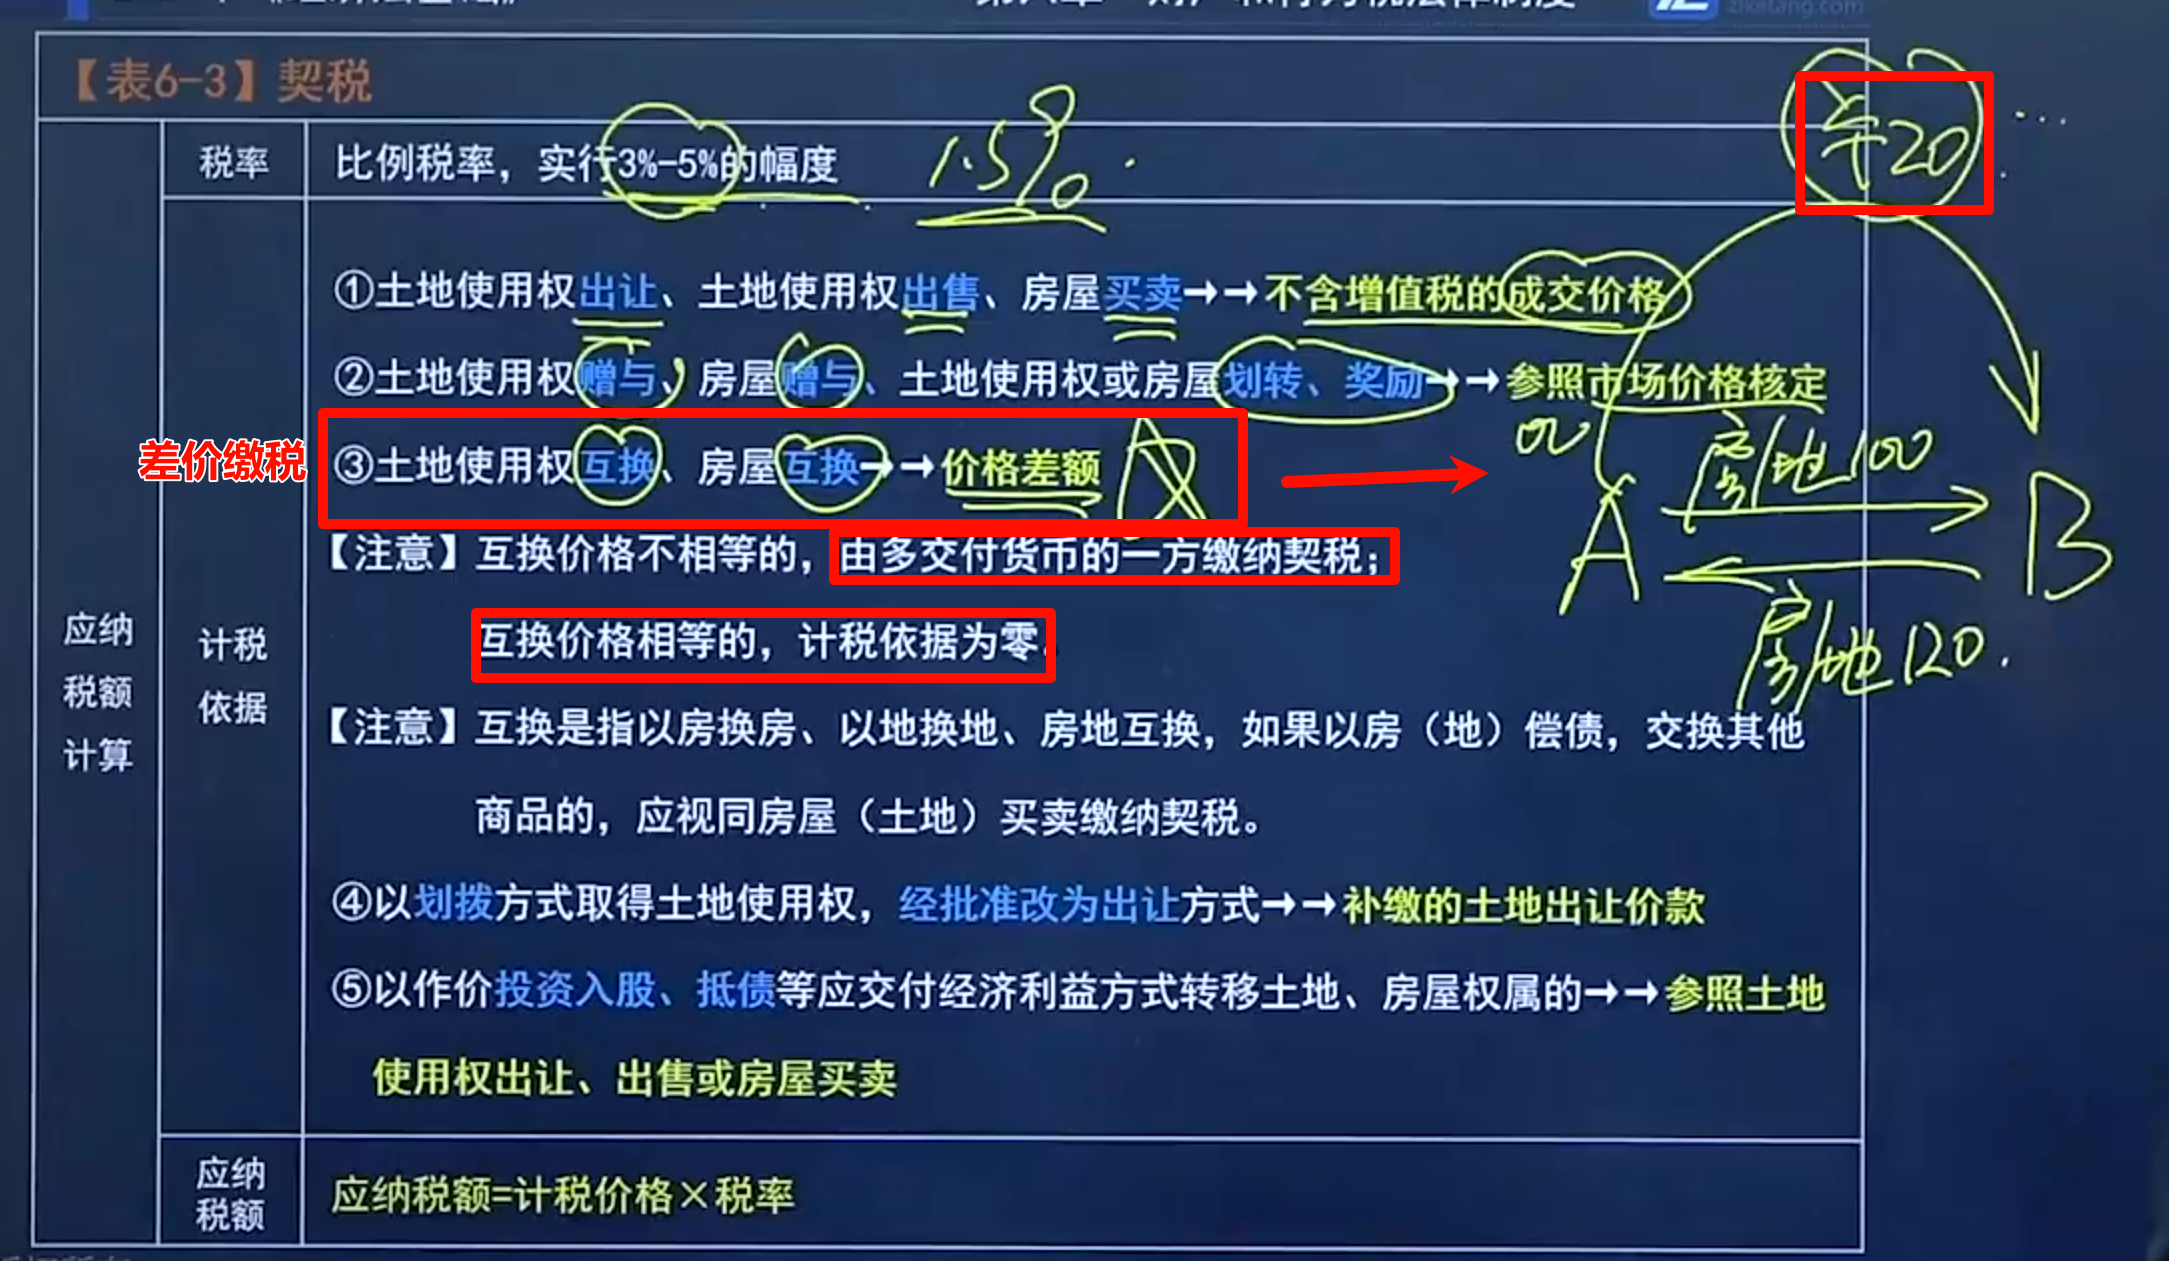 ziketang.com
【表6-3】契税
税率
比例税率，实行3%-5%的幅度
1.5%
20
①土地使用权出让、土地使用权出售、房屋买卖→→不含增值税的成交价格
②土地使用权赠与、房屋赠与、土地使用权或房屋划转、奖励→→参照市场价格核定
差价缴税
③土地使用权互换、房屋互换→→价格差额
房/地100
A
B
房/地120
【注意】互换价格不相等的，由多交付货币的一方缴纳契税；
互换价格相等的，计税依据为零。
应纳
税额
计算
计税
依据
【注意】互换是指以房换房、以地换地、房地互换，如果以房（地）偿债，交换其他
商品的，应视同房屋（土地）买卖缴纳契税。
④以划拨方式取得土地使用权，经批准改为出让方式→→补缴的土地出让价款
⑤以作价投资入股、抵债等应交付经济利益方式转移土地、房屋权属的→→参照土地
使用权出让、出售或房屋买卖
应纳
税额
应纳税额=计税价格×税率